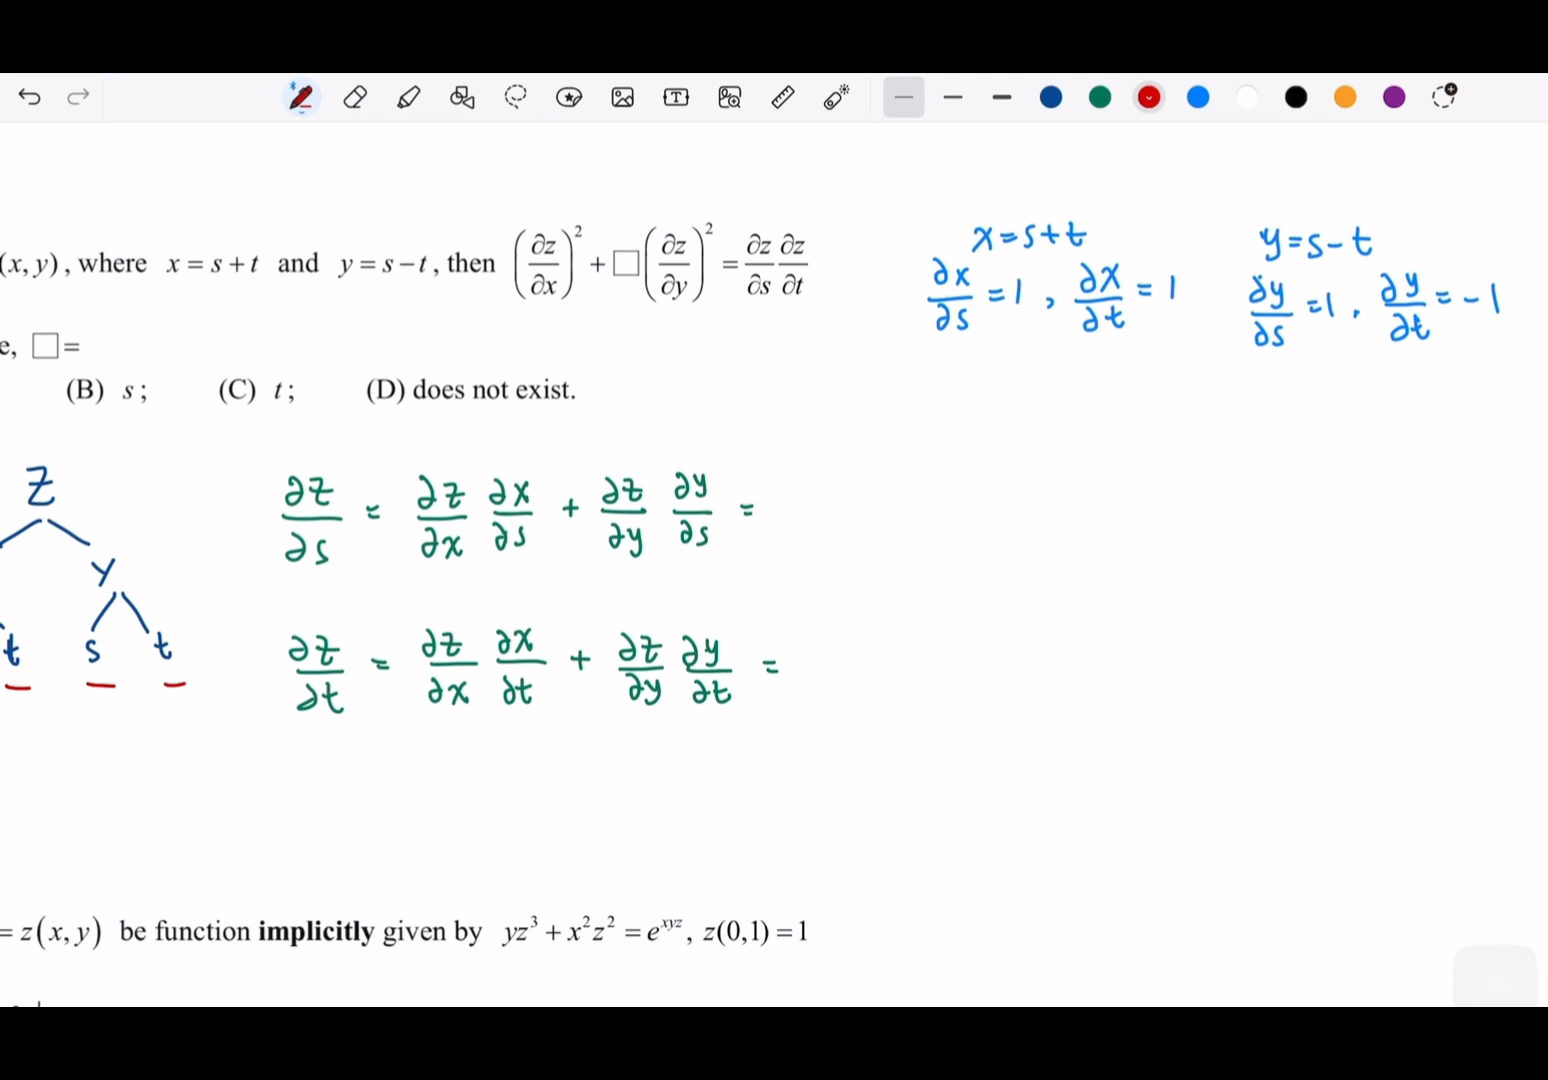 (x, y), where x = s + t and y = s − t, then (∂z/∂x)² + □(∂z/∂y)² = ∂z/∂s ∂z/∂t
x = s + t
y = s − t
∂x/∂s = 1, ∂x/∂t = 1
∂y/∂s = 1, ∂y/∂t = −1
e, □ =
(B) s; (C) t; (D) does not exist.
z
y
t s t
∂z/∂s = ∂z/∂x ∂x/∂s + ∂z/∂y ∂y/∂s =
∂z/∂t = ∂z/∂x ∂x/∂t + ∂z/∂y ∂y/∂t =
= z(x, y) be function implicitly given by yz³ + x²z² = e^{xyz}, z(0,1) = 1